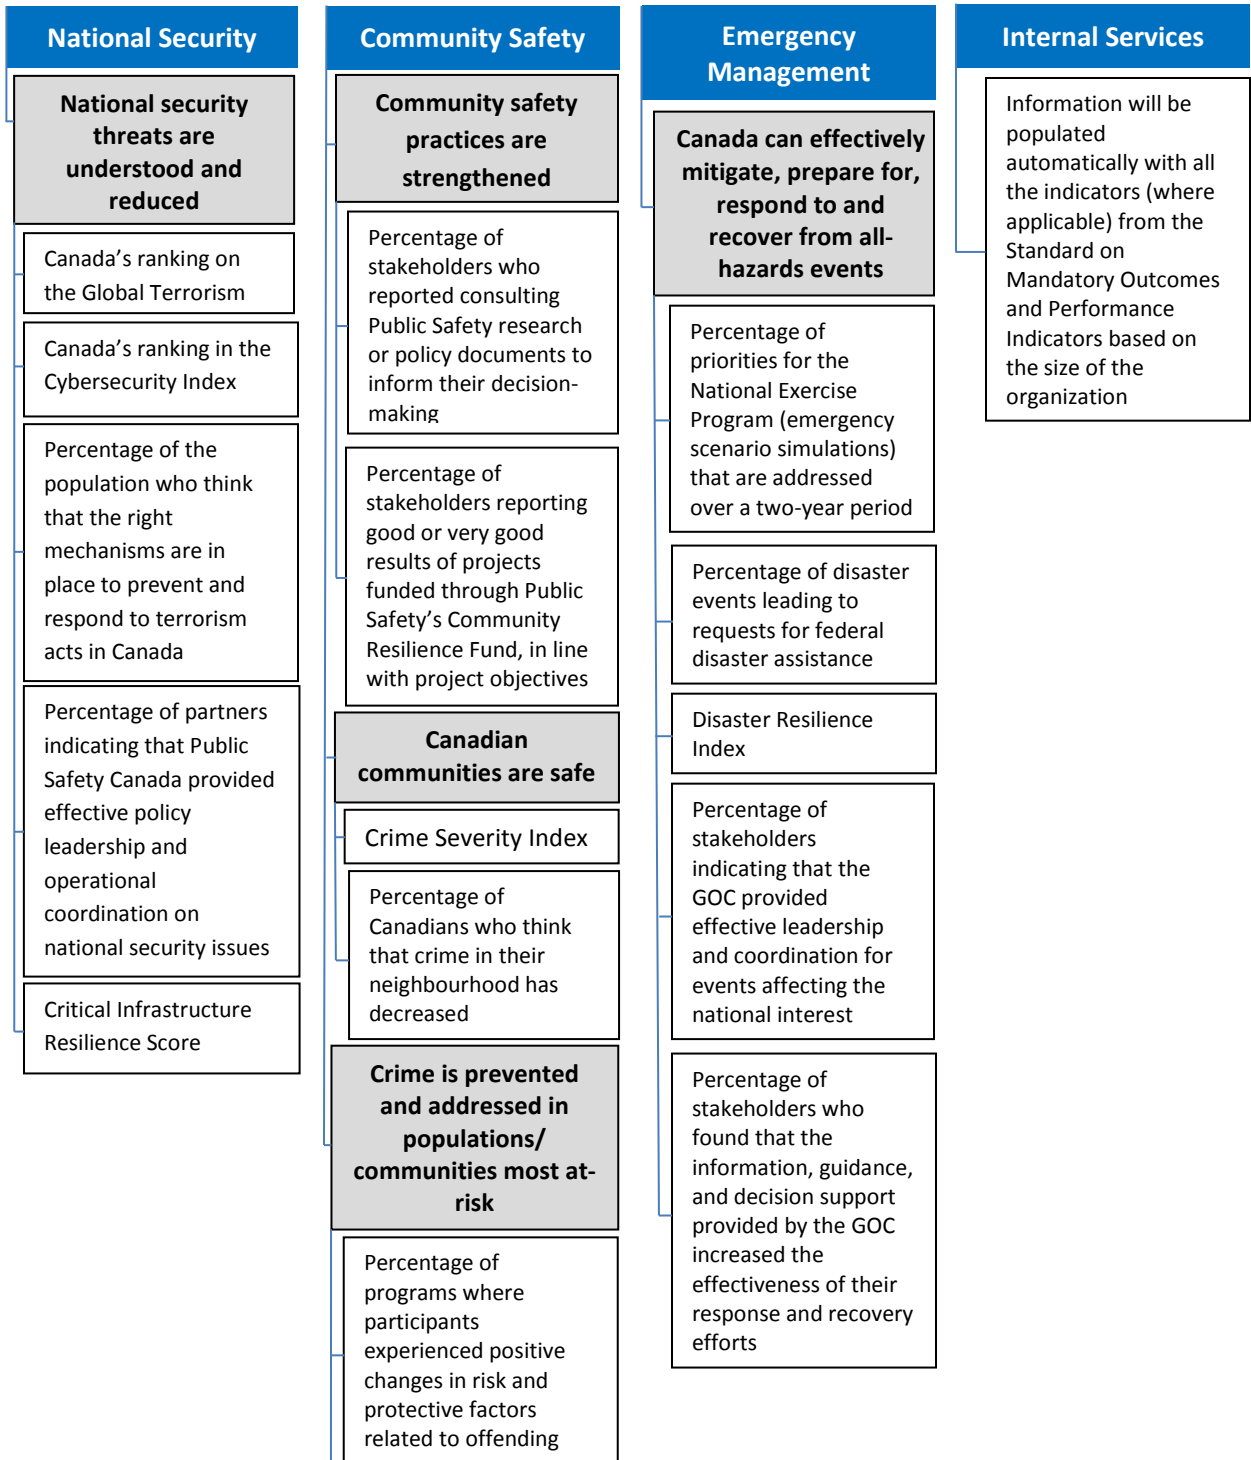 National Security
National security
threats are
understood and
reduced
Canada's ranking on
the Global Terrorism
Canada's ranking in the
Cybersecurity Index
Percentage of the
population who think
that the right
mechanisms are in
place to prevent and
respond to terrorism
acts in Canada
Percentage of partners
indicating that Public
Safety Canada provided
effective policy
leadership and
operational
coordination on
national security issues
Critical Infrastructure
Resilience Score
Community Safety
Community safety
practices are
strengthened
Percentage of
stakeholders who
reported consulting
Public Safety research
or policy documents to
inform their decision-
making
Percentage of
stakeholders reporting
good or very good
results of projects
funded through Public
Safety's Community
Resilience Fund, in line
with project objectives
Canadian
communities are safe
Crime Severity Index
Percentage of
Canadians who think
that crime in their
neighbourhood has
decreased
Crime is prevented
and addressed in
populations/
communities most at-
risk
Percentage of
programs where
participants
experienced positive
changes in risk and
protective factors
related to offending
Emergency
Management
Canada can effectively
mitigate, prepare for,
respond to and
recover from all-
hazards events
Percentage of
priorities for the
National Exercise
Program (emergency
scenario simulations)
that are addressed
over a two-year period
Percentage of disaster
events leading to
requests for federal
disaster assistance
Disaster Resilience
Index
Percentage of
stakeholders
indicating that the
GOC provided
effective leadership
and coordination for
events affecting the
national interest
Percentage of
stakeholders who
found that the
information, guidance,
and decision support
provided by the GOC
increased the
effectiveness of their
response and recovery
efforts
Internal Services
Information will be
populated
automatically with all
the indicators (where
applicable) from the
Standard on
Mandatory Outcomes
and Performance
Indicators based on
the size of the
organization